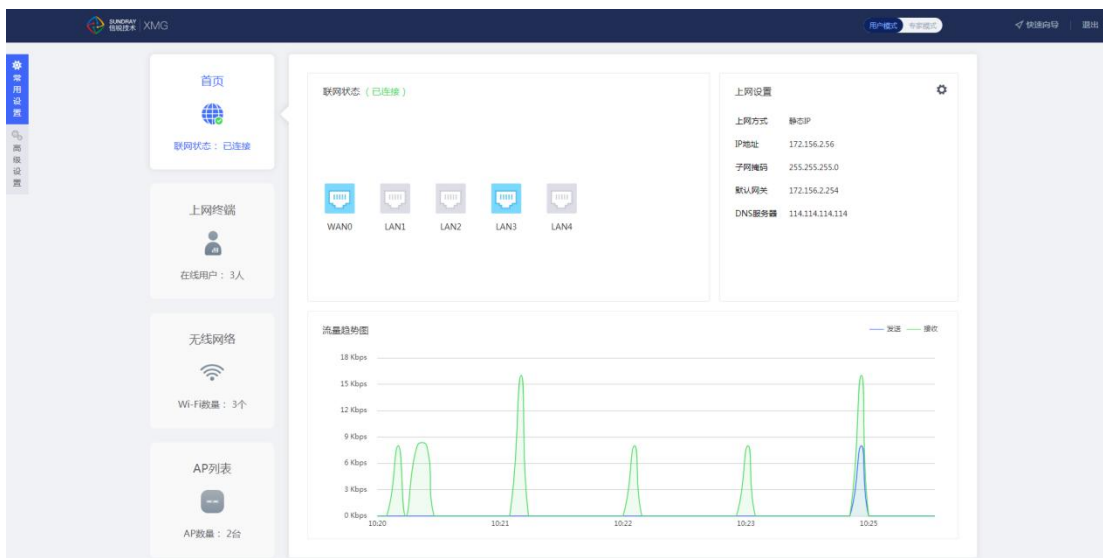 SUNDRAY
信锐技术
XMG
用户模式 专家模式
快速向导
退出
常用设置
高级设置
首页
联网状态：已连接
上网终端
在线用户：3人
无线网络
Wi-Fi数量：3个
AP列表
AP数量：2台
联网状态（已连接）
WAN0 LAN1 LAN2 LAN3 LAN4
上网设置
上网方式 静态IP
IP地址 172.156.2.56
子网掩码 255.255.255.0
默认网关 172.156.2.254
DNS服务器 114.114.114.114
流量趋势图
发送 接收
18 Kbps
15 Kbps
12 Kbps
9 Kbps
6 Kbps
3 Kbps
0 Kbps
10:20 10:21 10:22 10:23 10:25